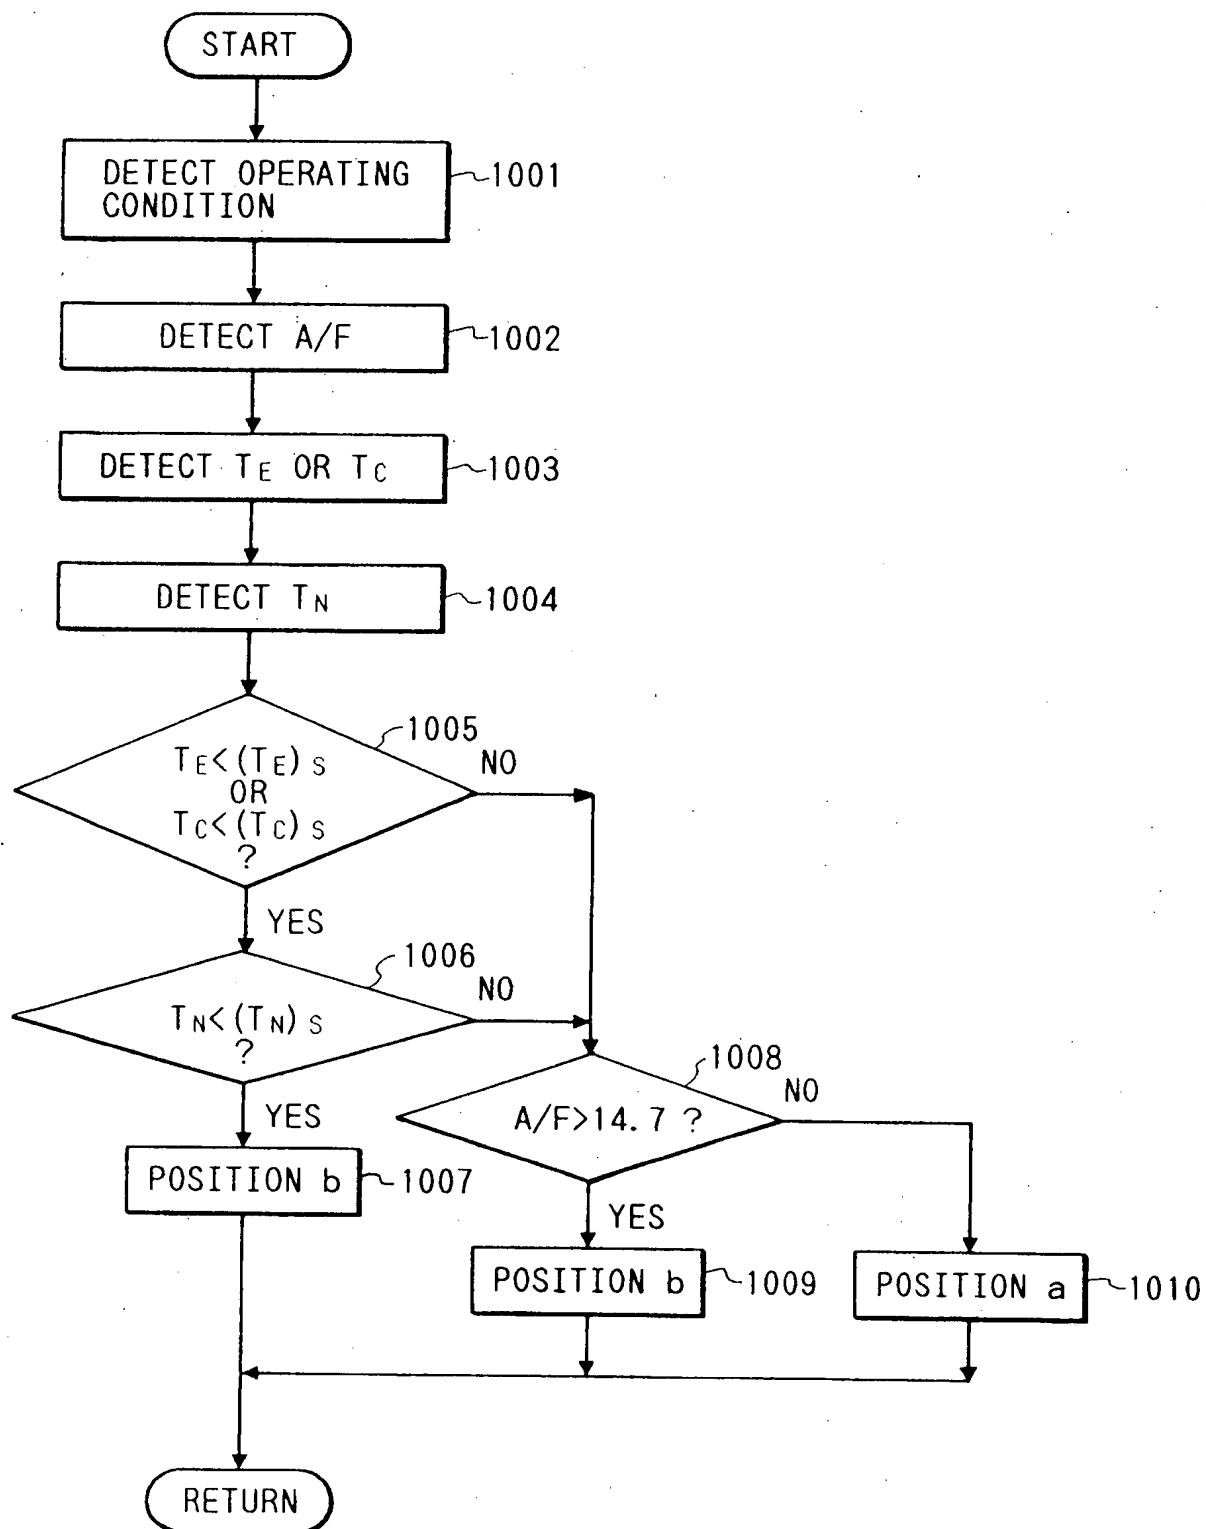 START
DETECT OPERATING
CONDITION
1001
DETECT A/F
1002
DETECT TE OR TC
1003
DETECT TN
1004
1005
TE<(TE)S
OR
TC<(TC)S
?
NO
YES
1006
TN<(TN)S
?
NO
YES
1008
A/F>14.7 ?
NO
YES
POSITION b
1007
POSITION b
1009
POSITION a
1010
RETURN